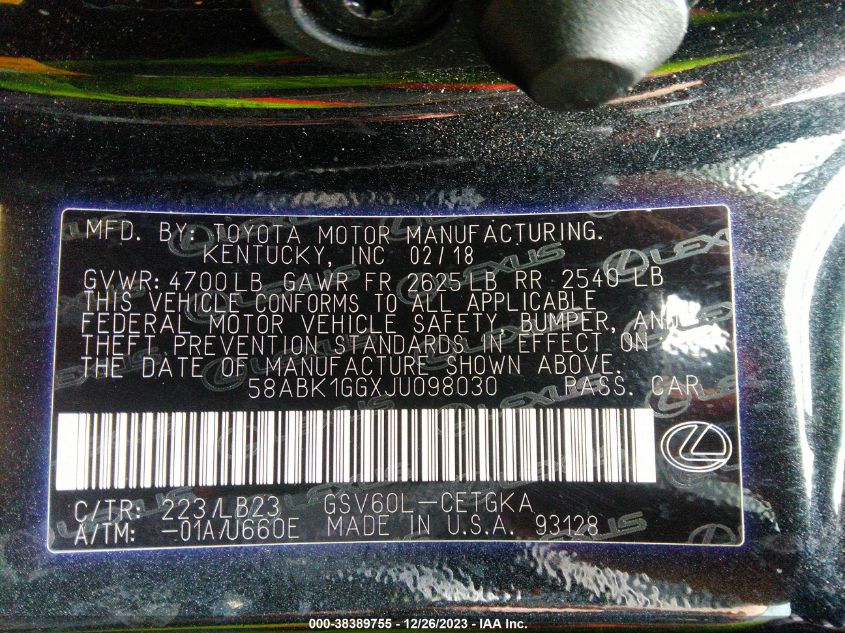 MFD. BY: TOYOTA MOTOR MANUFACTURING.
KENTUCKY, INC 02/18
GVWR: 4700LB GAWR FR 2625LB RR 2540 LB
THIS VEHICLE CONFORMS TO ALL APPLICABLE
FEDERAL MOTOR VEHICLE SAFETY, BUMPER, AND
THEFT PREVENTION STANDARDS IN EFFECT ON
THE DATE OF MANUFACTURE SHOWN ABOVE.
58ABK1GGXJU098030 PASS. CAR
C/TR: 223/LB23 GSV60L-CETGKA
A/TM: -01A/U660E MADE IN U.S.A. 93128
LEXUS
000-38389755 - 12/26/2023 - IAA Inc.